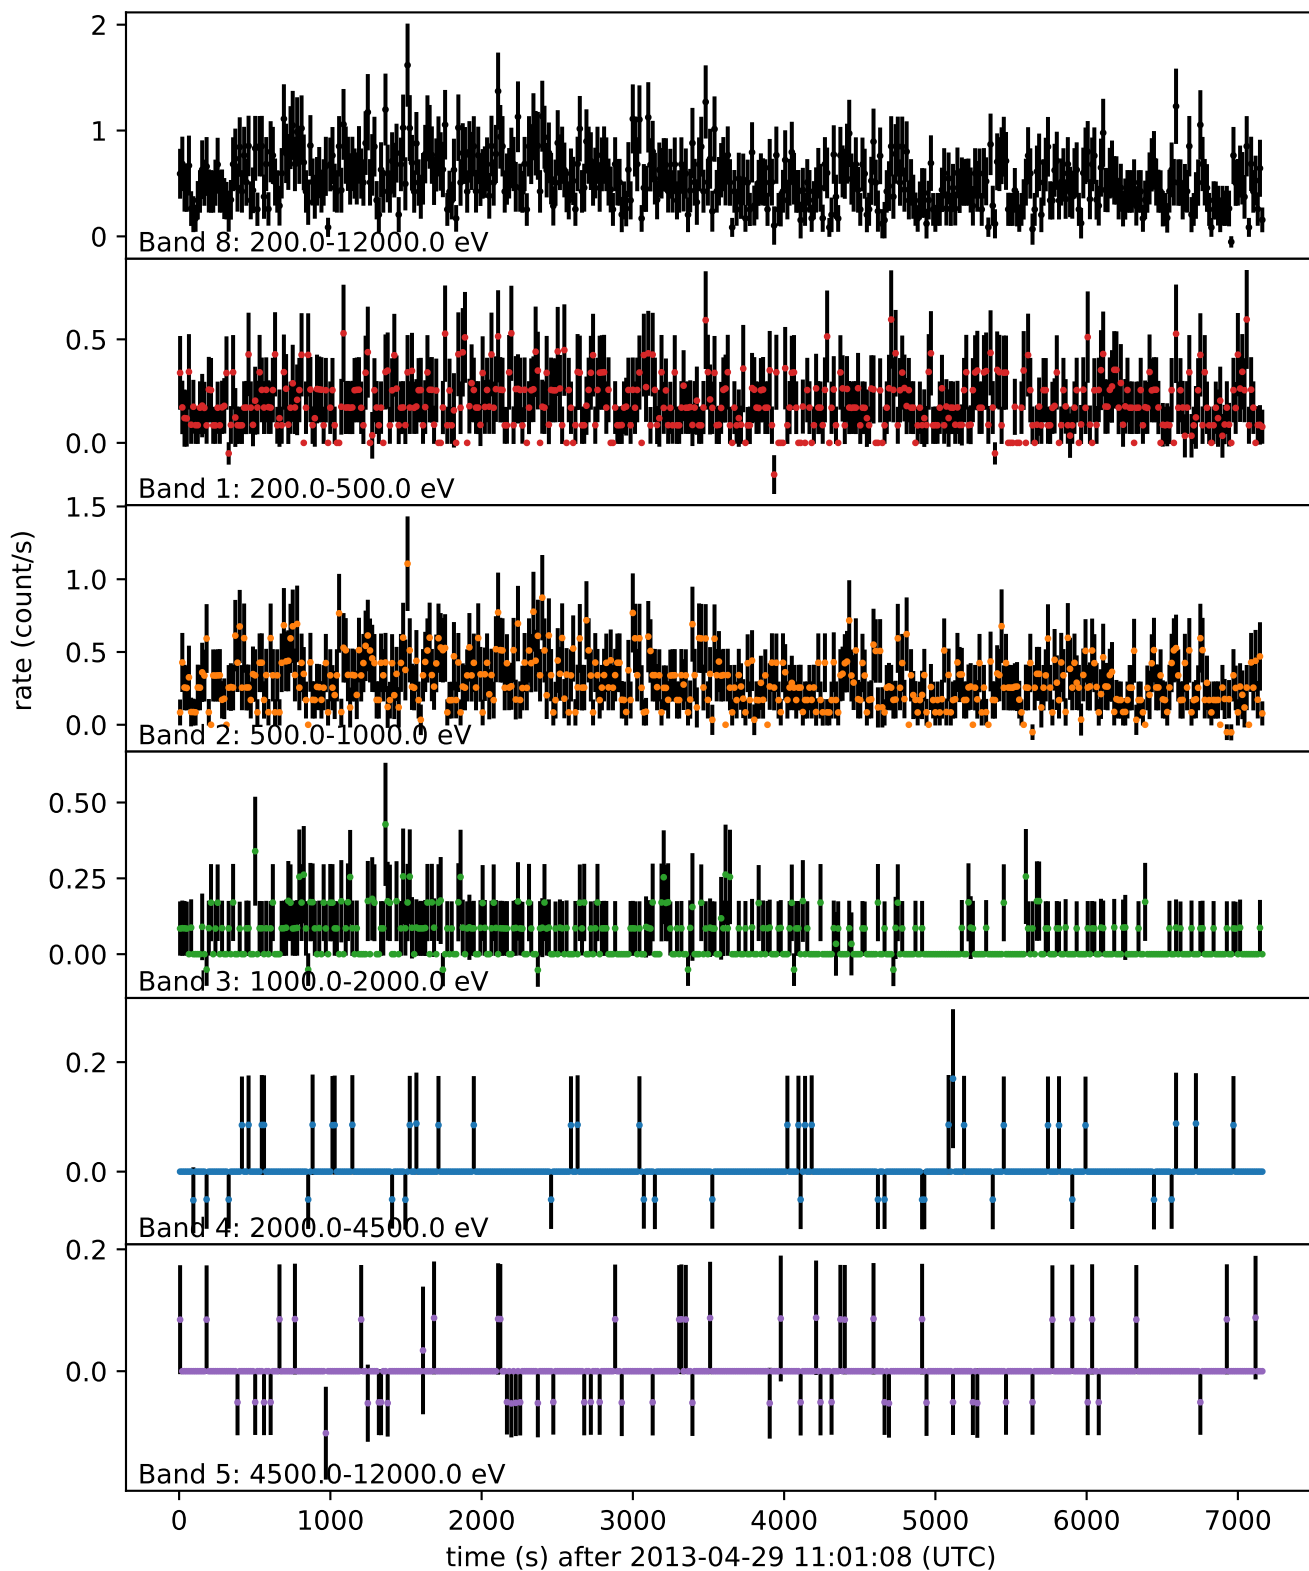 2
1
0
Band 8: 200.0-12000.0 eV
0.5
0.0
Band 1: 200.0-500.0 eV
rate (count/s)
1.5
1.0
0.5
0.0
Band 2: 500.0-1000.0 eV
0.50
0.25
0.00
Band 3: 1000.0-2000.0 eV
0.2
0.0
Band 4: 2000.0-4500.0 eV
0.2
0.0
Band 5: 4500.0-12000.0 eV
0 1000 2000 3000 4000 5000 6000 7000
time (s) after 2013-04-29 11:01:08 (UTC)